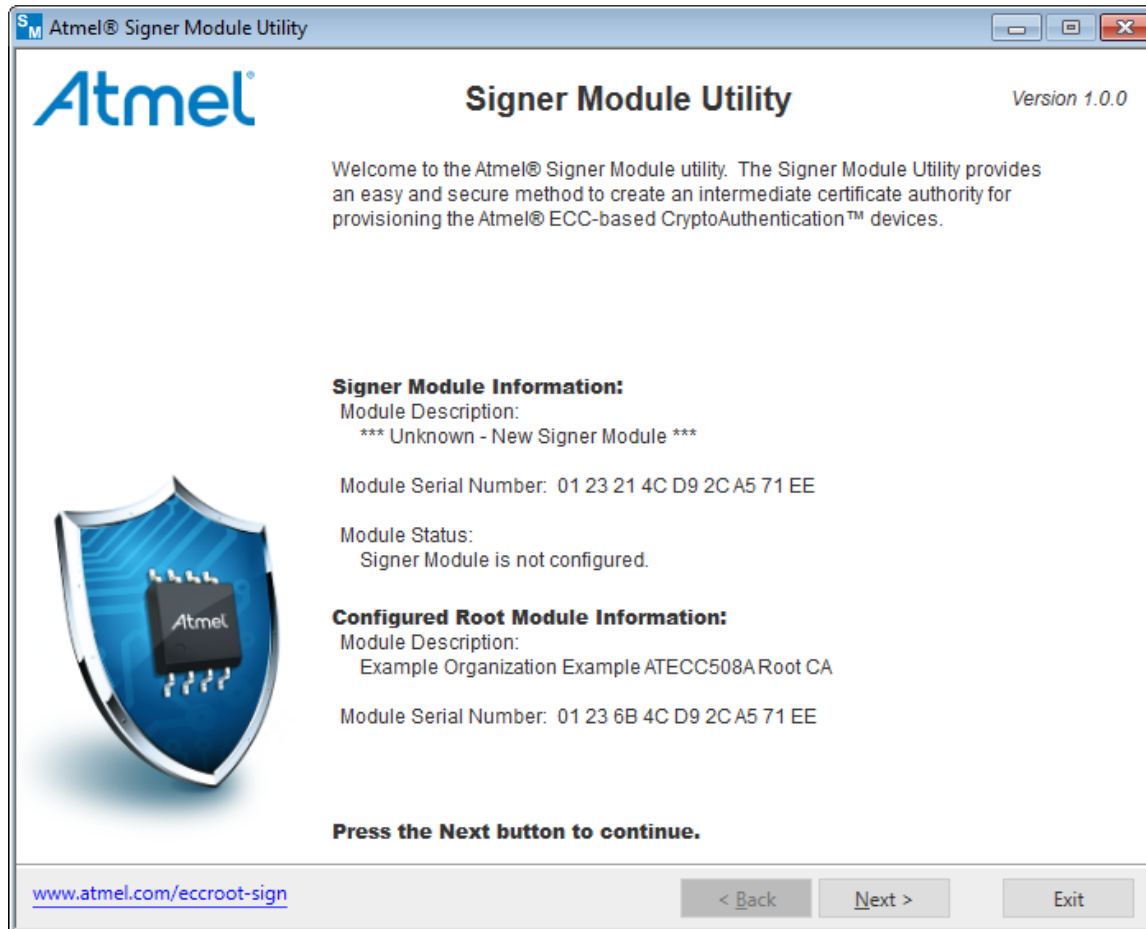 SM Atmel® Signer Module Utility
Atmel®
Signer Module Utility
Version 1.0.0
Welcome to the Atmel® Signer Module utility. The Signer Module Utility provides
an easy and secure method to create an intermediate certificate authority for
provisioning the Atmel® ECC-based CryptoAuthentication™ devices.
Signer Module Information:
Module Description:
*** Unknown - New Signer Module ***
Module Serial Number: 01 23 21 4C D9 2C A5 71 EE
Module Status:
Signer Module is not configured.
Atmel
Configured Root Module Information:
Module Description:
Example Organization Example ATECC508A Root CA
Module Serial Number: 01 23 6B 4C D9 2C A5 71 EE
Press the Next button to continue.
www.atmel.com/eccroot-sign
< Back
Next >
Exit